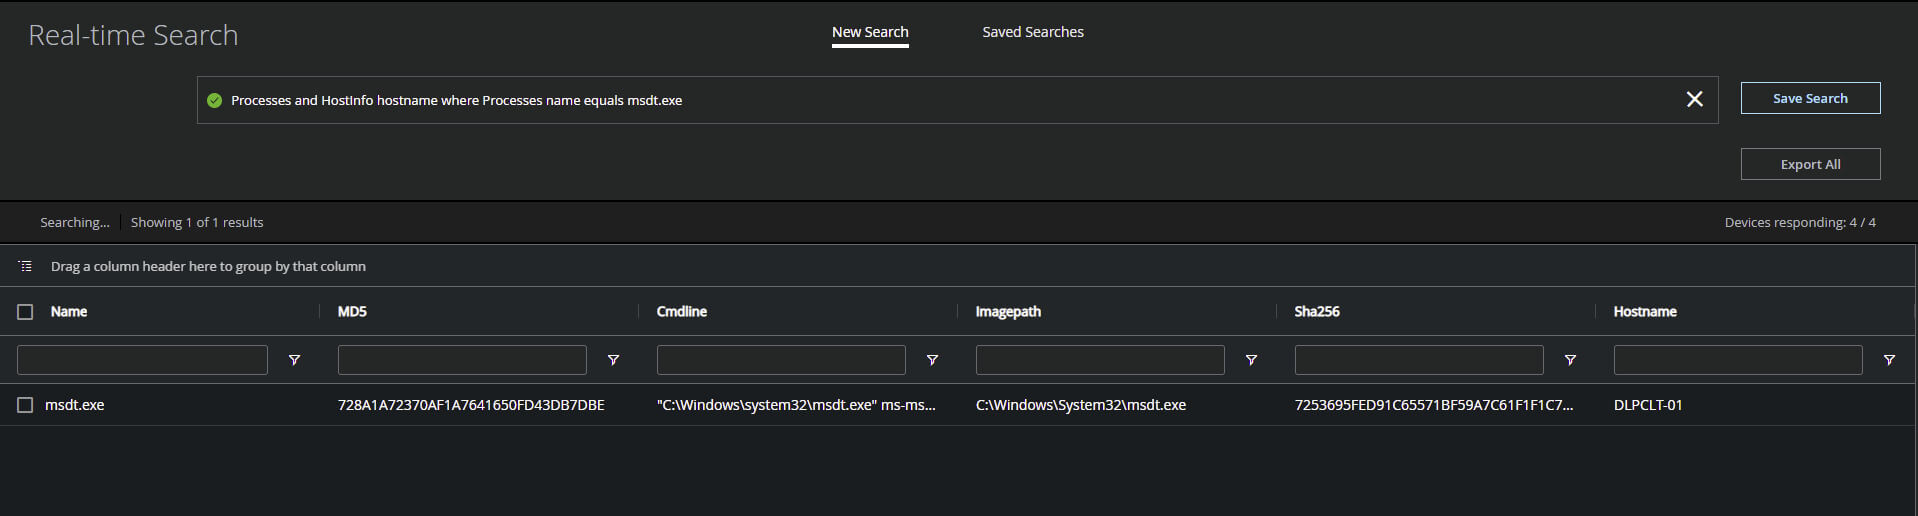 Real-time Search
New Search
Saved Searches
Processes and HostInfo hostname where Processes name equals msdt.exe
Save Search
Export All
Searching...
Showing 1 of 1 results
Devices responding: 4 / 4
Drag a column header here to group by that column
Name MD5 Cmdline Imagepath Sha256 Hostname
msdt.exe 728A1A72370AF1A7641650FD43DB7DBE "C:\Windows\system32\msdt.exe" ms-ms... C:\Windows\System32\msdt.exe 7253695FED91C65571BF59A7C61F1F1C7... DLPCLT-01